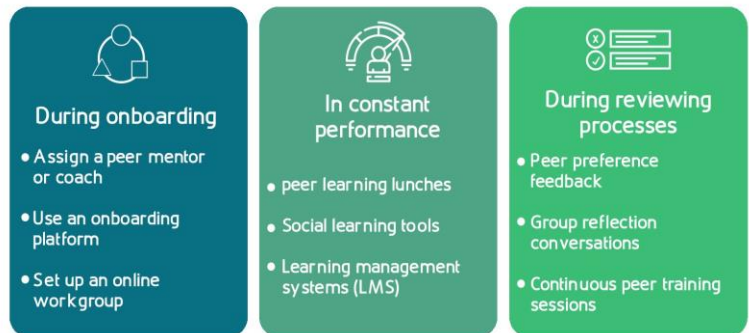 During onboarding
• Assign a peer mentor
or coach
• Use an onboarding
platform
• Set up an online
workgroup
In constant
performance
• peer learning lunches
• Social learning tools
• Learning management
systems (LMS)
During reviewing
processes
• Peer preference
feedback
• Group reflection
conversations
• Continuous peer training
sessions